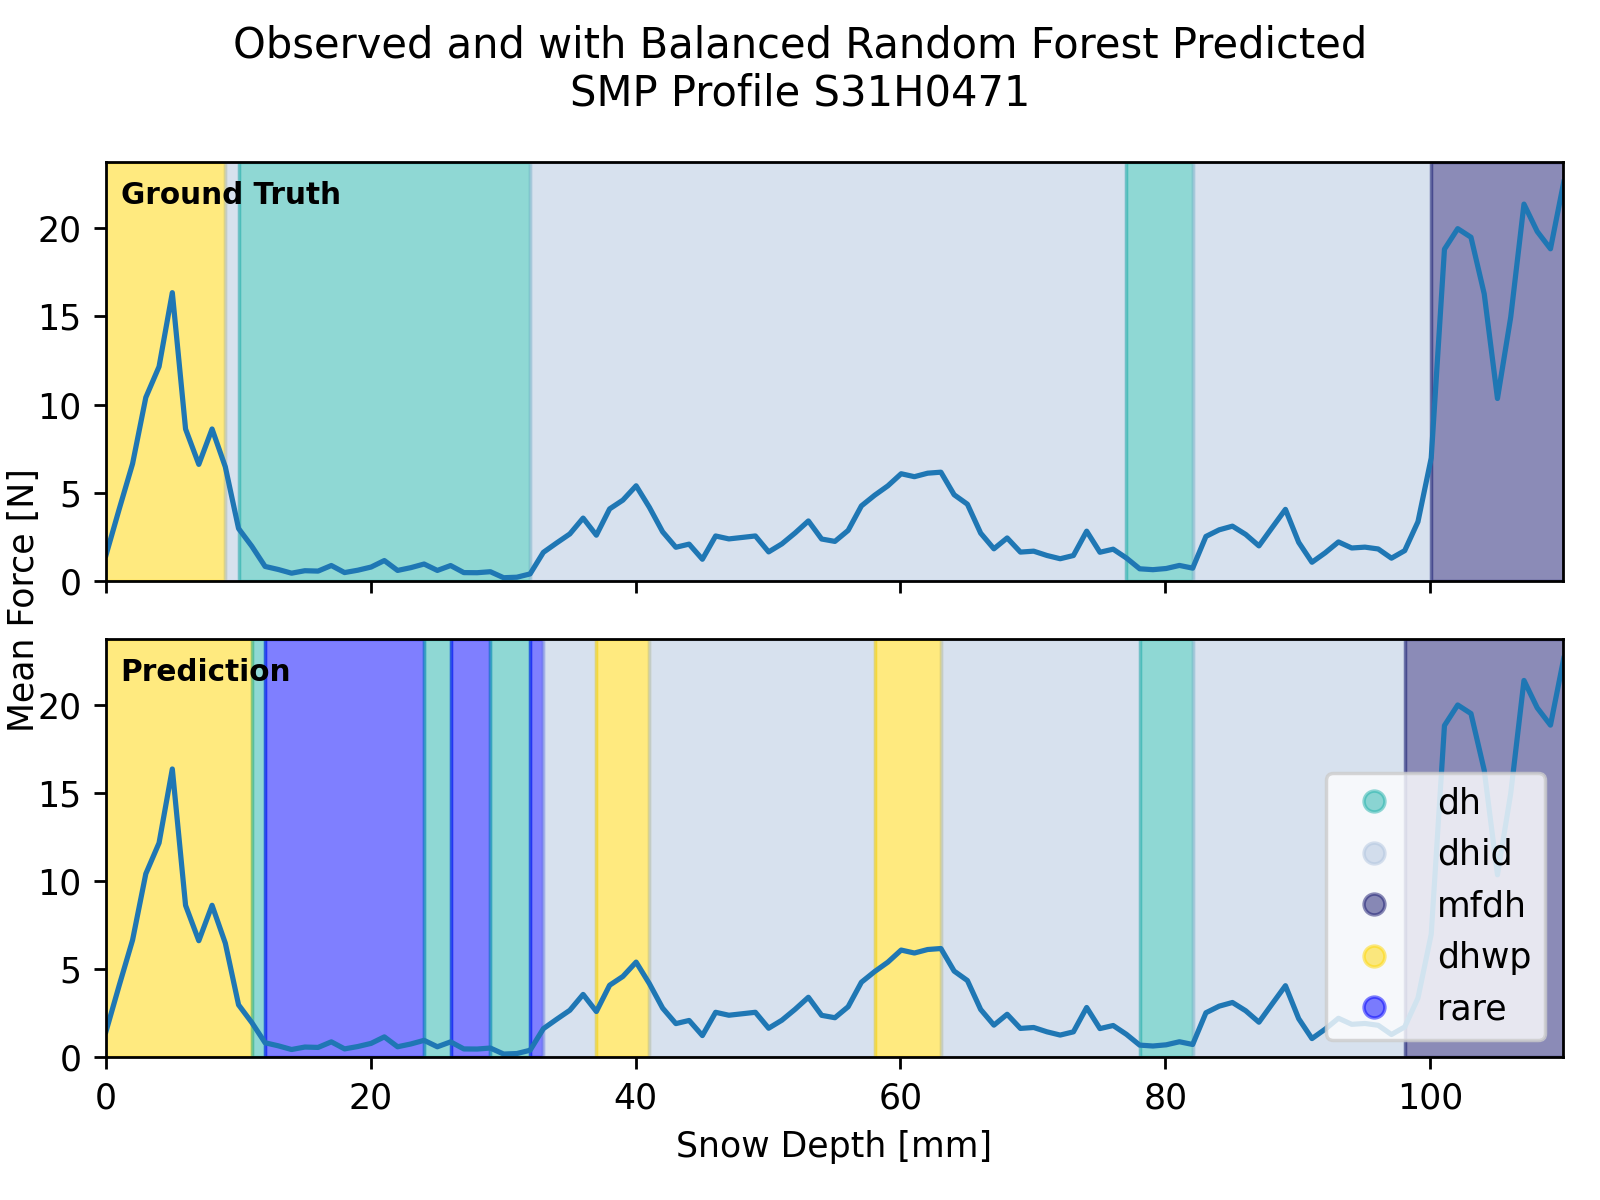 Observed and with Balanced Random Forest Predicted
SMP Profile S31H0471
Ground Truth
20
15
10
5
0
Mean Force [N]
Prediction
20
15
10
5
0
dh
dhid
mfdh
dhwp
rare
0 20 40 60 80 100
Snow Depth [mm]